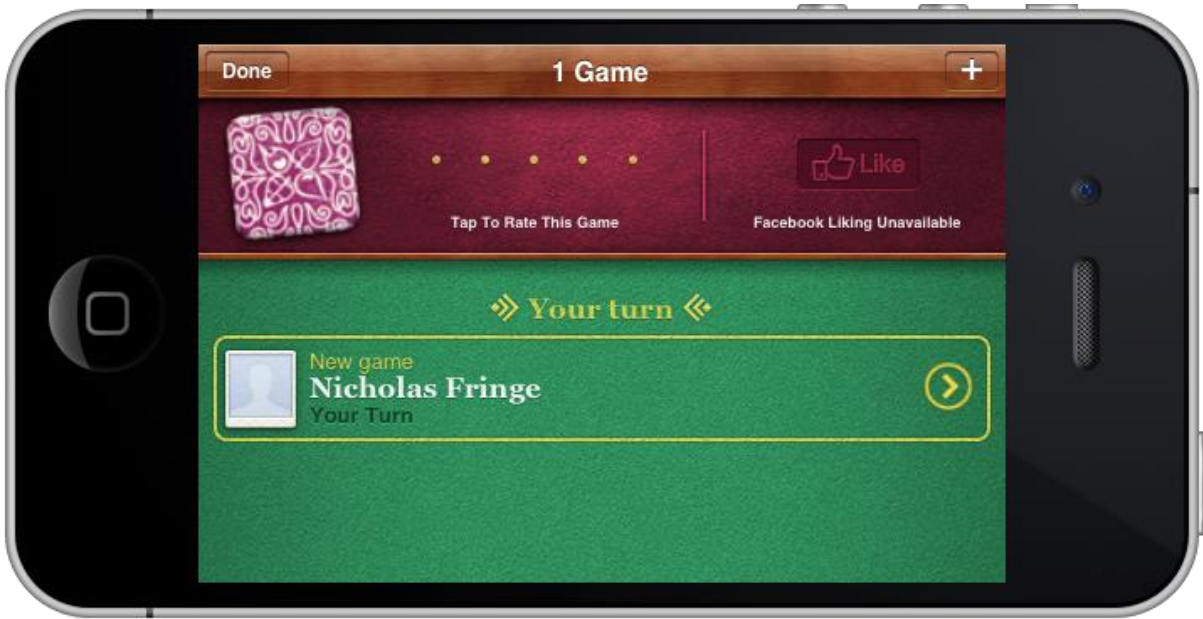 Done
1 Game
+
Tap To Rate This Game
Like
Facebook Liking Unavailable
Your turn
New game
Nicholas Fringe
Your Turn